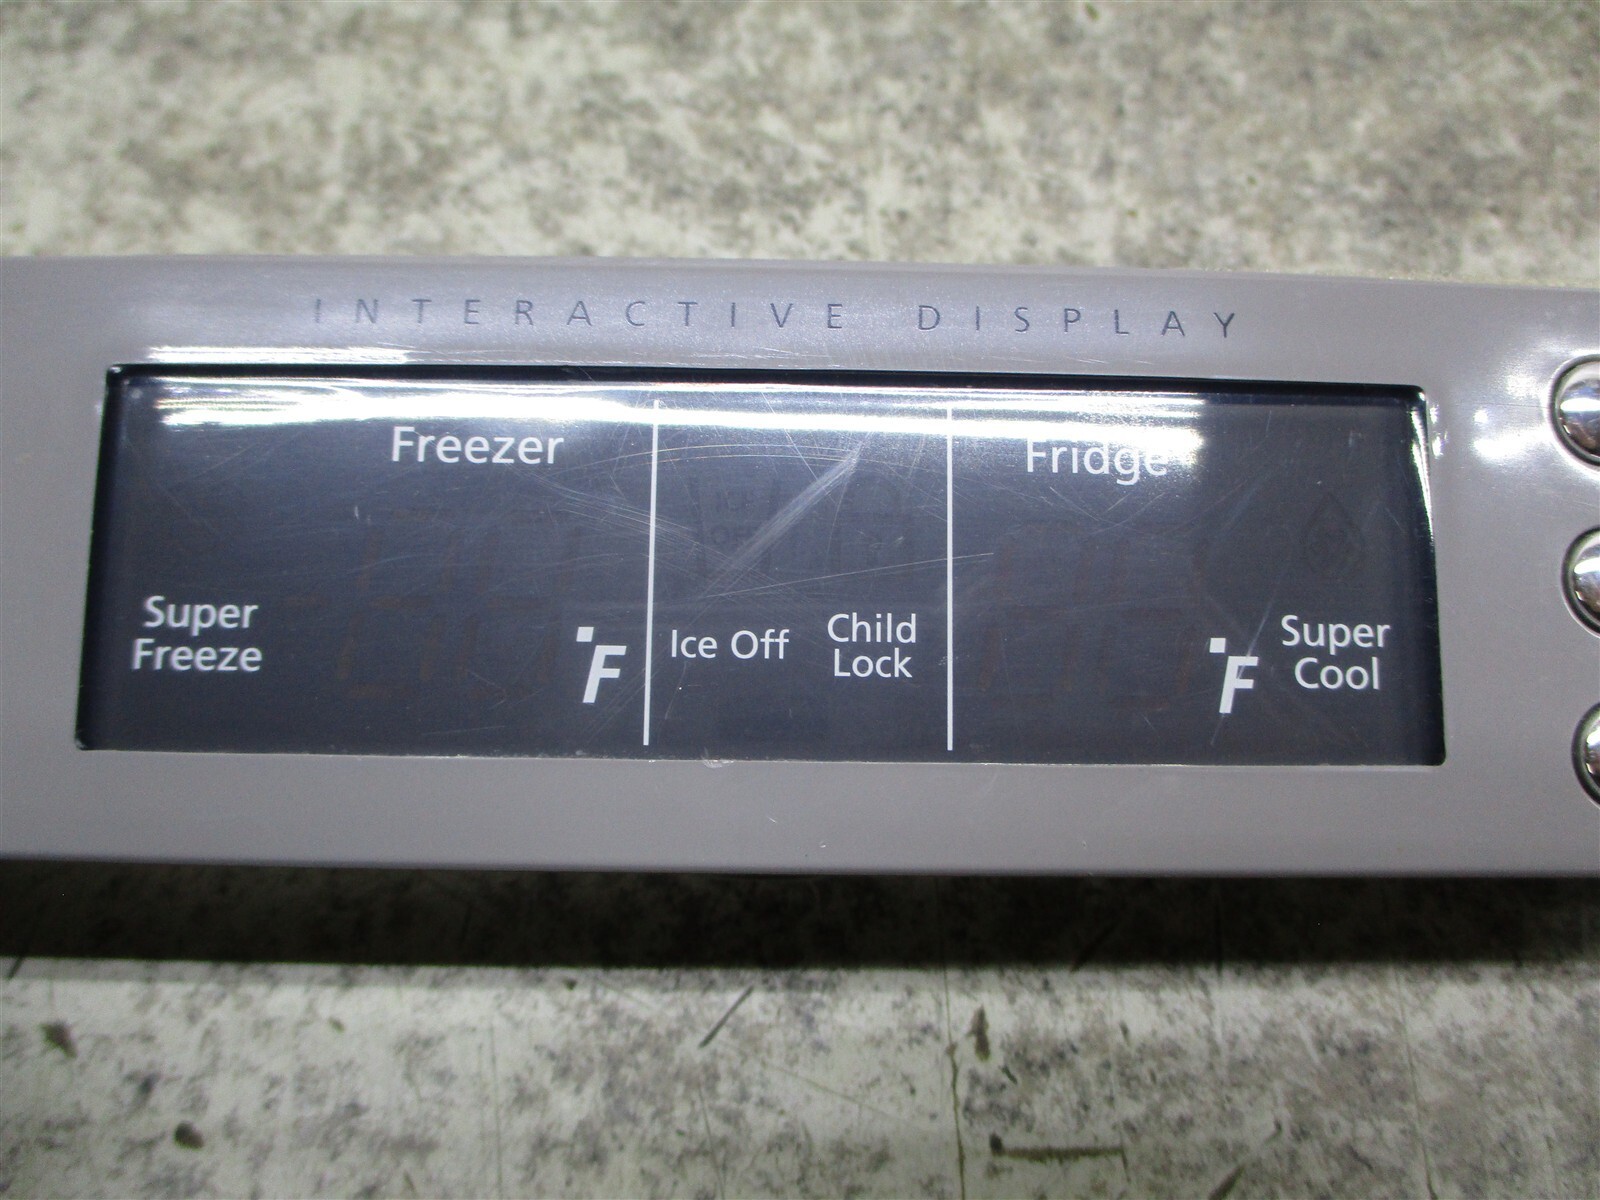 INTERACTIVE DISPLAY
Freezer
Fridge
Super
Freeze
°F
Ice Off
Child
Lock
°F
Super
Cool